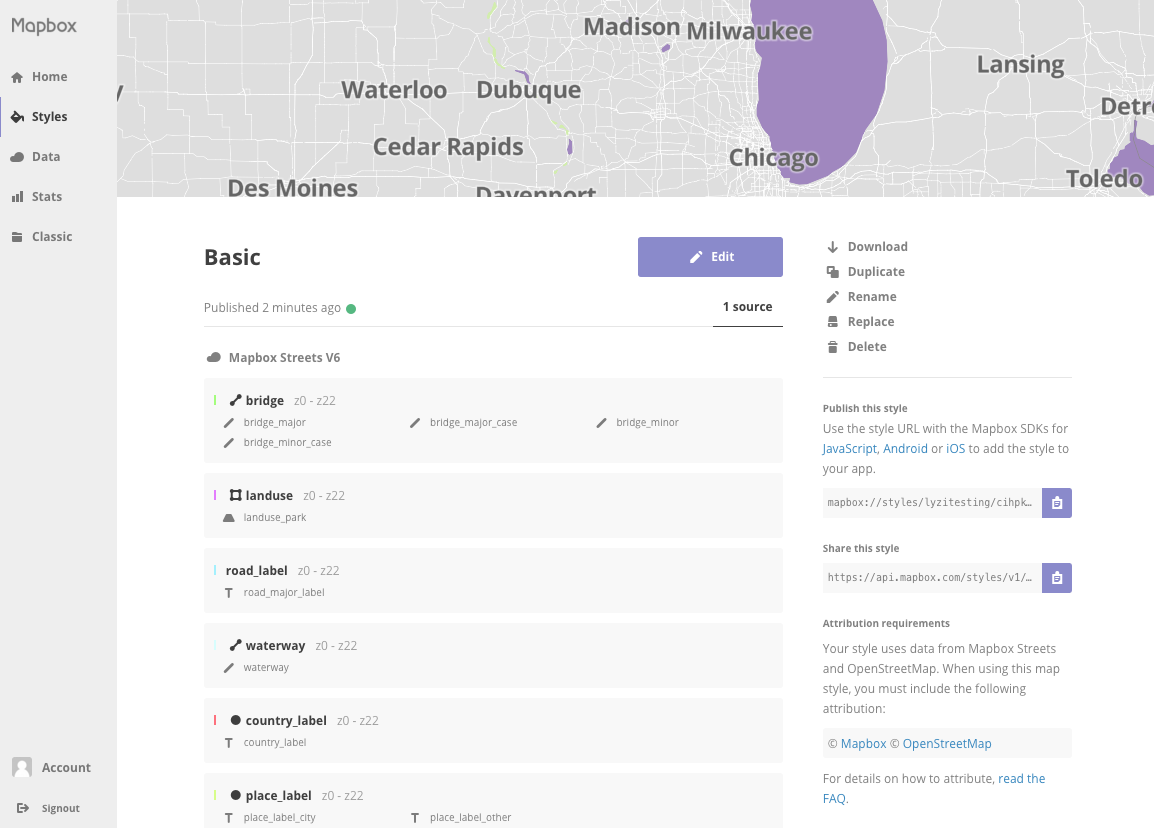 Mapbox
Home
Styles
Data
Stats
Classic
Account
Signout
Madison Milwaukee
Lansing
Waterloo Dubuque
Cedar Rapids
Chicago
Des Moines
Davenport
Toledo
Basic
Edit
Published 2 minutes ago
1 source
Mapbox Streets V6
bridge z0 - z22
bridge_major bridge_major_case bridge_minor
bridge_minor_case
landuse z0 - z22
landuse_park
road_label z0 - z22
road_major_label
waterway z0 - z22
waterway
country_label z0 - z22
country_label
place_label z0 - z22
place_label_city place_label_other
Download
Duplicate
Rename
Replace
Delete
Publish this style
Use the style URL with the Mapbox SDKs for
JavaScript, Android or iOS to add the style to
your app.
mapbox://styles/lyzitesting/cihpk…
Share this style
https://api.mapbox.com/styles/v1/…
Attribution requirements
Your style uses data from Mapbox Streets
and OpenStreetMap. When using this map
style, you must include the following
attribution:
© Mapbox © OpenStreetMap
For details on how to attribute, read the
FAQ.